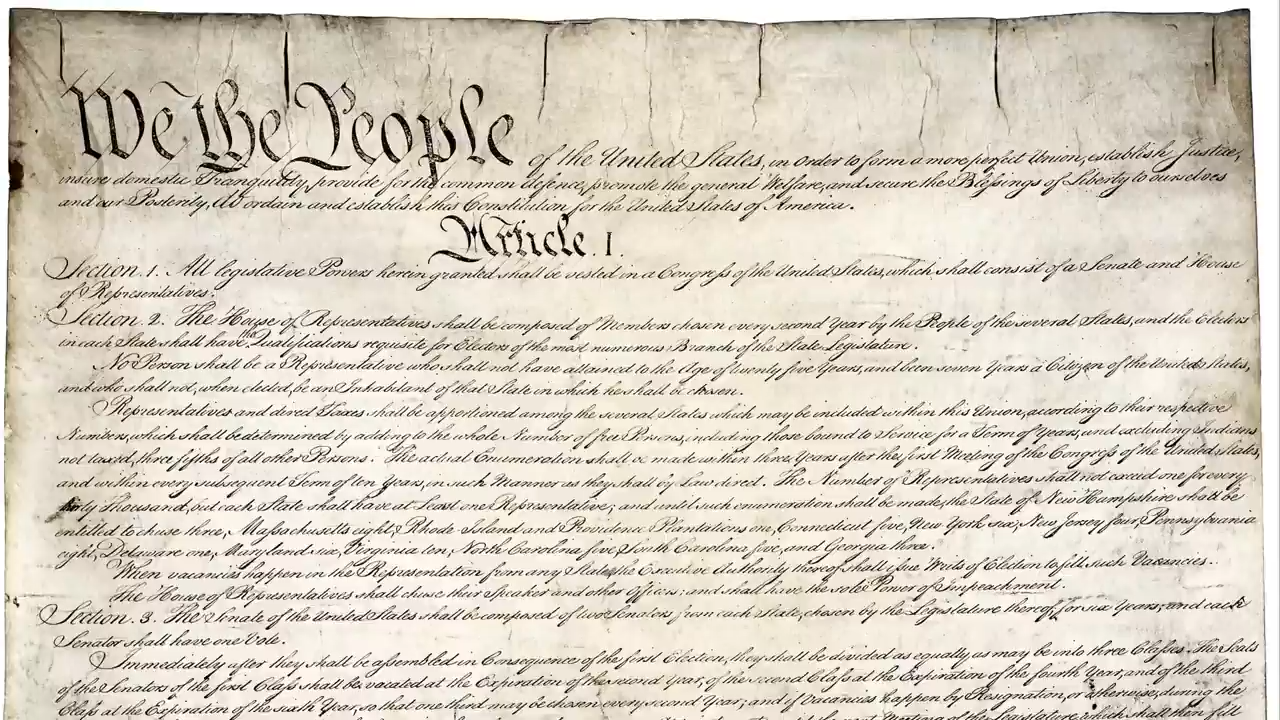 We the People of the United States, in Order to form a more perfect Union, establish Justice,
insure domestic Tranquility, provide for the common defence, promote the general Welfare, and secure the Blessings of Liberty to ourselves
and our Posterity, do ordain and establish this Constitution for the United States of America.
Article. I.
Section. 1. All legislative Powers herein granted shall be vested in a Congress of the United States, which shall consist of a Senate and House
of Representatives.
Section. 2. The House of Representatives shall be composed of Members chosen every second Year by the People of the several States, and the Electors
in each State shall have the Qualifications requisite for Electors of the most numerous Branch of the State Legislature.
No Person shall be a Representative who shall not have attained to the Age of twenty five Years, and been seven Years a Citizen of the United States,
and who shall not, when elected, be an Inhabitant of that State in which he shall be chosen.
Representatives and direct Taxes shall be apportioned among the several States which may be included within this Union, according to their respective
Numbers, which shall be determined by adding to the whole Number of free Persons, including those bound to Service for a Term of Years, and excluding Indians
not taxed, three fifths of all other Persons. The actual Enumeration shall be made within three Years after the first Meeting of the Congress of the United States,
and within every subsequent Term of ten Years, in such Manner as they shall by Law direct. The Number of Representatives shall not exceed one for every
thirty Thousand, but each State shall have at Least one Representative; and until such enumeration shall be made, the State of New Hampshire shall be
entitled to chuse three, Massachusetts eight, Rhode-Island and Providence Plantations one, Connecticut five, New-York six, New Jersey four, Pennsylvania
eight, Delaware one, Maryland six, Virginia ten, North Carolina five, South Carolina five, and Georgia three.
When vacancies happen in the Representation from any State, the Executive Authority thereof shall issue Writs of Election to fill such Vacancies.
The House of Representatives shall chuse their Speaker and other Officers; and shall have the sole Power of Impeachment.
Section. 3. The Senate of the United States shall be composed of two Senators from each State, chosen by the Legislature thereof, for six Years; and each
Senator shall have one Vote.
Immediately after they shall be assembled in Consequence of the first Election, they shall be divided as equally as may be into three Classes. The Seats
of the Senators of the first Class shall be vacated at the Expiration of the second Year, of the second Class at the Expiration of the fourth Year, and of the third
Class at the Expiration of the sixth Year, so that one third may be chosen every second Year; and if Vacancies happen by Resignation, or otherwise, during the